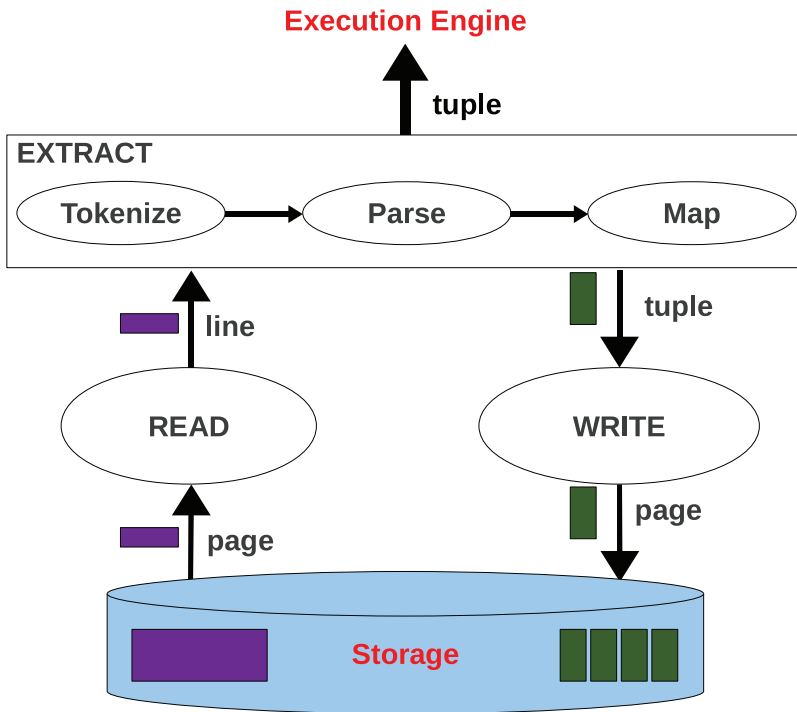 Execution Engine
tuple
EXTRACT
Tokenize
Parse
Map
line
tuple
READ
WRITE
page
page
Storage